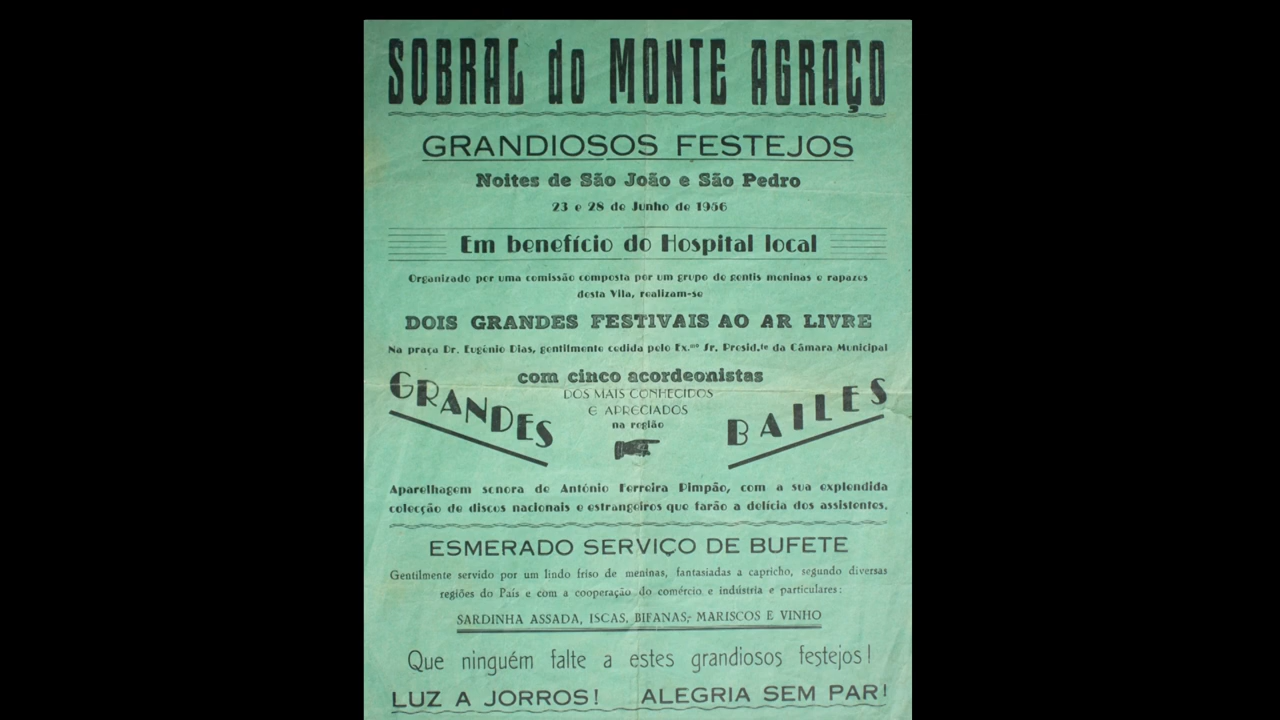 SOBRAL do MONTE AGRAÇO
GRANDIOSOS FESTEJOS
Noites de São João e São Pedro
23 e 28 de Junho de 1956
Em benefício do Hospital local
Organizado por uma comissão composta por um grupo de gentis meninas e rapazes
desta Vila, realizam-se
DOIS GRANDES FESTIVAIS AO AR LIVRE
Na praça Dr. Eugénio Dias, gentilmente cedida pelo Ex.mo Sr. Presid.te da Câmara Municipal
com cinco acordeonistas
DOS MAIS CONHECIDOS
E APRECIADOS
na região
GRANDES BAILES
Aparelhagem sonora de António Ferreira Pimpão, com a sua explendida
colecção de discos nacionais e estrangeiros que farão a delícia dos assistentes.
ESMERADO SERVIÇO DE BUFETE
Gentilmente servido por um lindo friso de meninas, fantasiadas a capricho, segundo diversas
regiões do País e com a cooperação do comércio e indústria e particulares:
SARDINHA ASSADA, ISCAS, BIFANAS, MARISCOS E VINHO
Que ninguém falte a estes grandiosos festejos!
LUZ A JORROS! ALEGRIA SEM PAR!